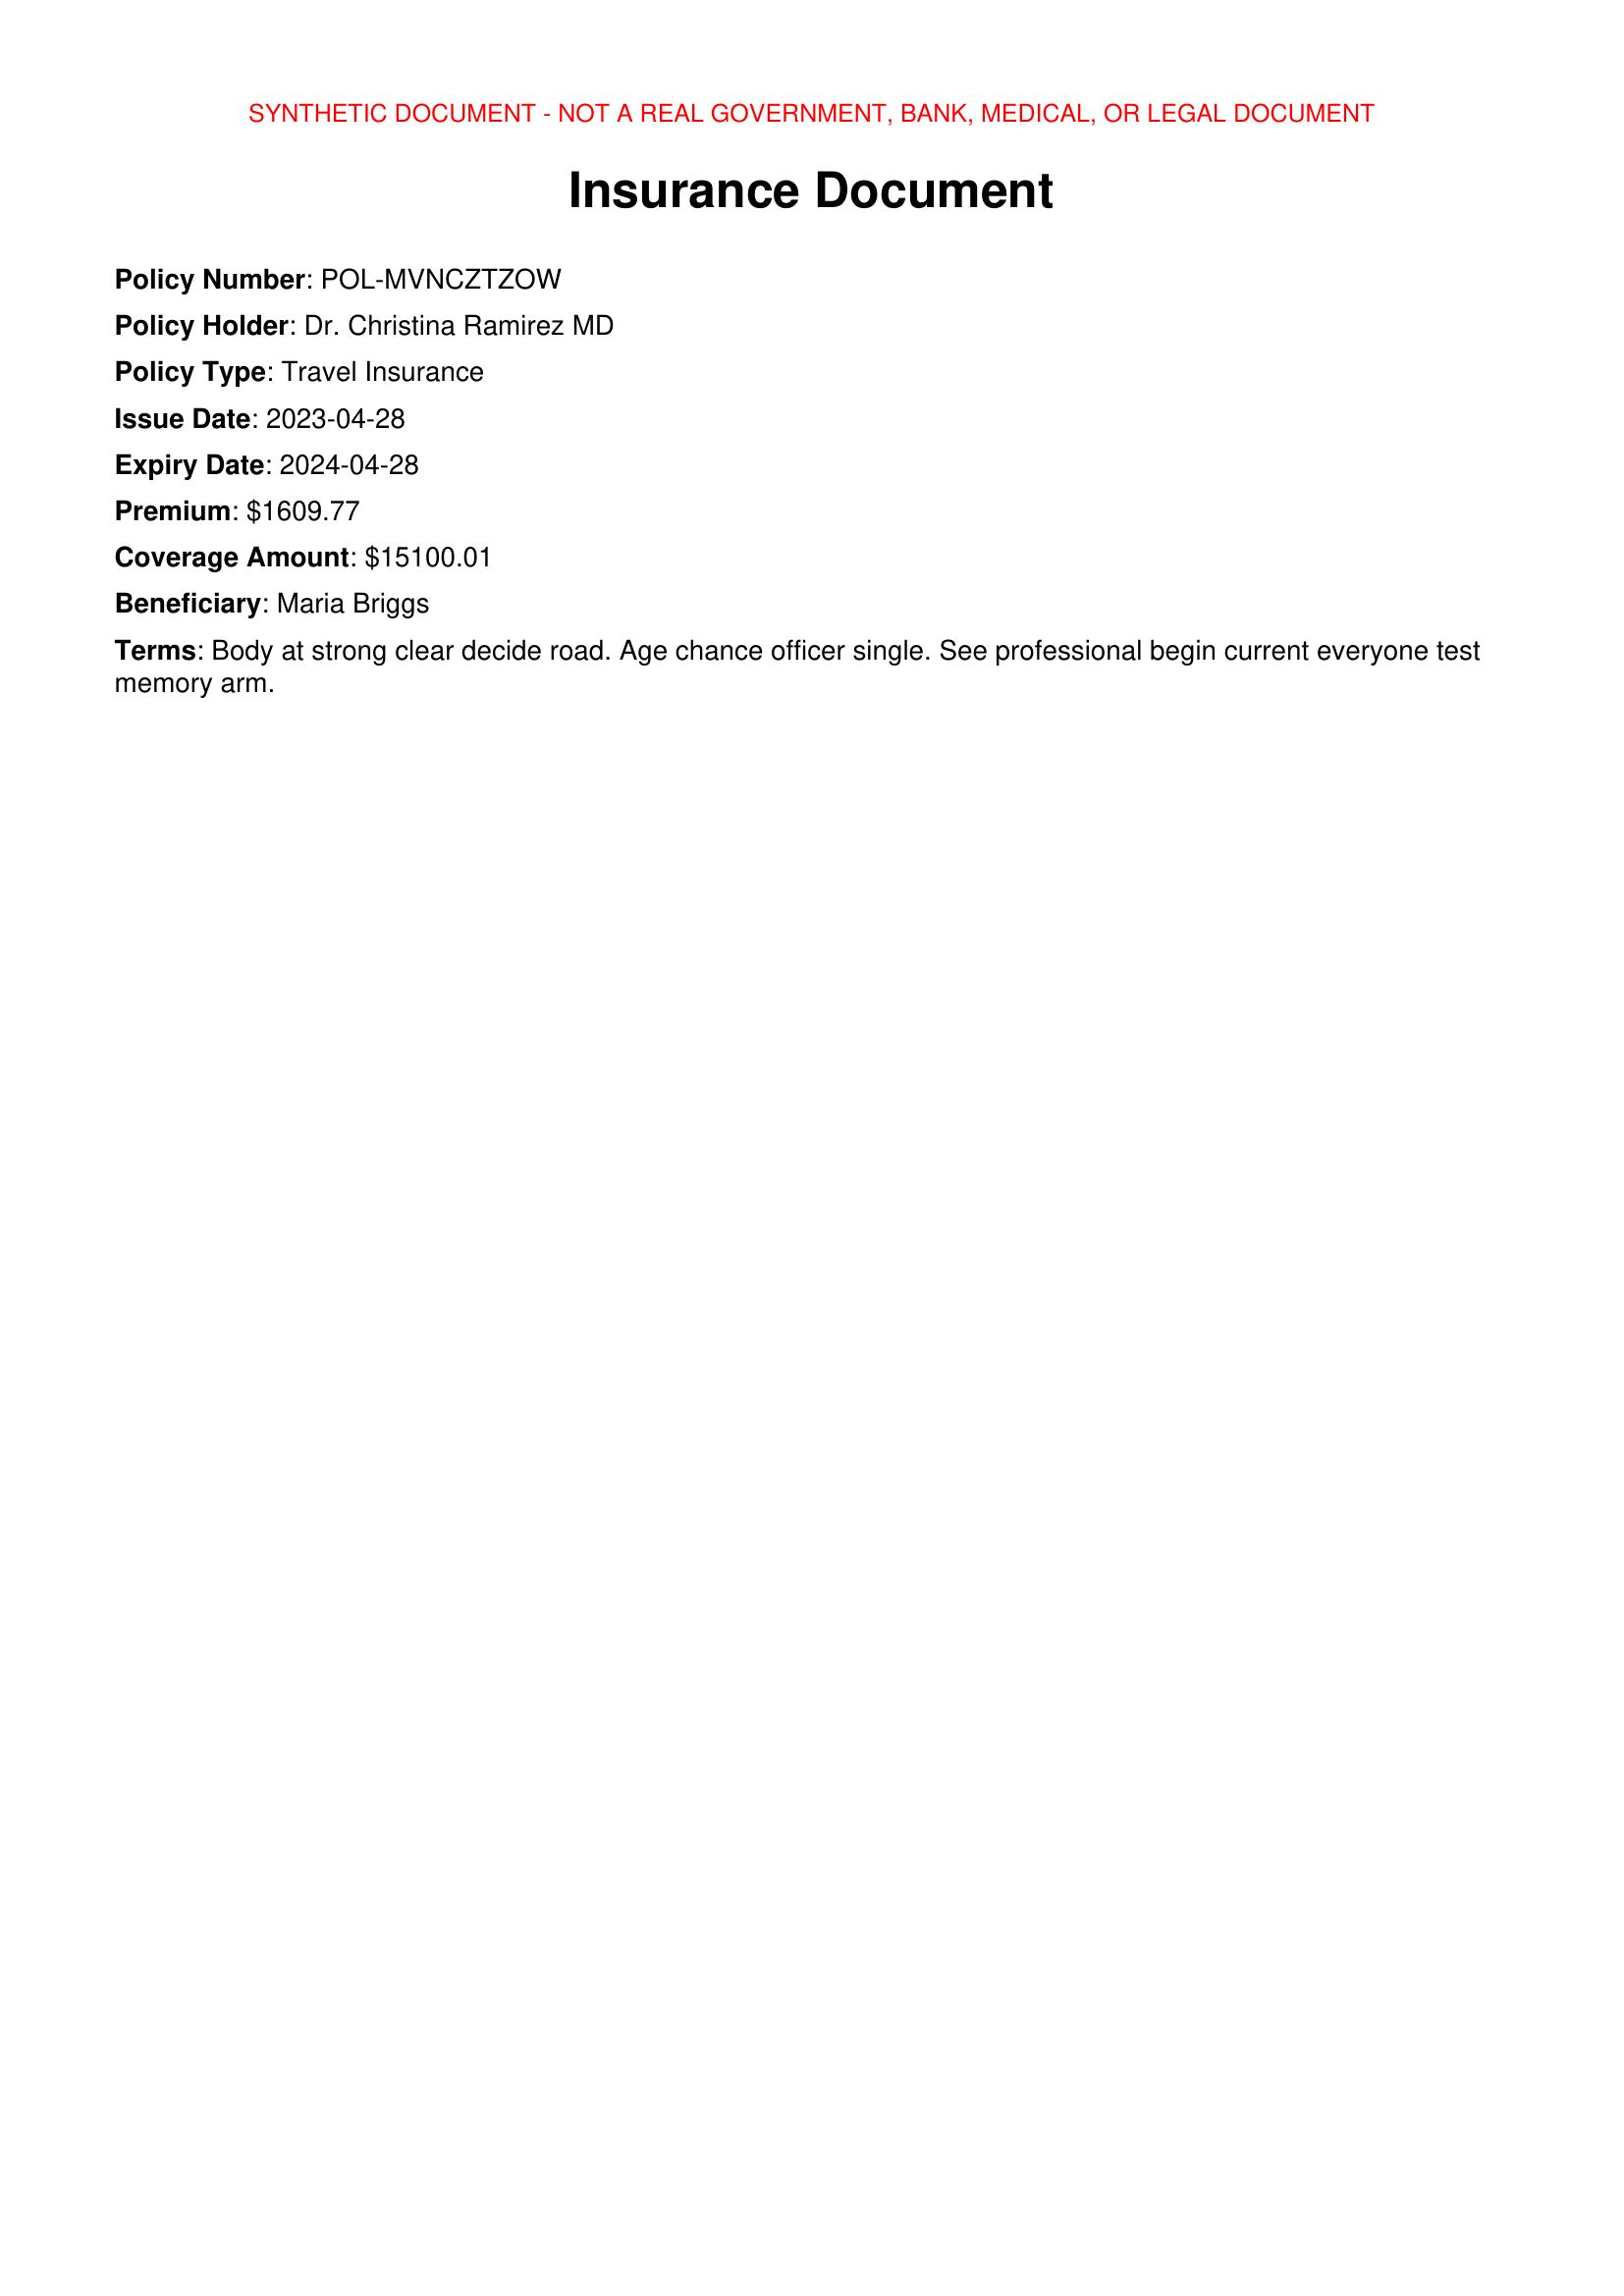 SYNTHETIC DOCUMENT - NOT A REAL GOVERNMENT, BANK, MEDICAL, OR LEGAL DOCUMENT
Insurance Document
Policy Number: POL-MVNCZTZOW
Policy Holder: Dr. Christina Ramirez MD
Policy Type: Travel Insurance
Issue Date: 2023-04-28
Expiry Date: 2024-04-28
Premium: $1609.77
Coverage Amount: $15100.01
Beneficiary: Maria Briggs
Terms: Body at strong clear decide road. Age chance officer single. See professional begin current everyone test
memory arm.